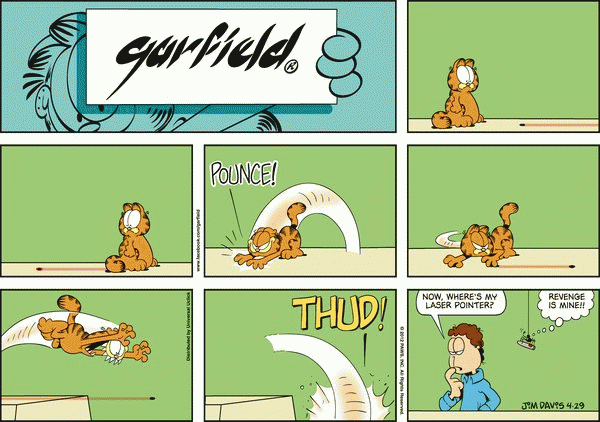 garfield®
www.facebook.com/garfield
POUNCE!
Distributed by Universal Uclick
THUD!
© 2012 PAWS, INC. All Rights Reserved.
NOW, WHERE'S MY
LASER POINTER?
REVENGE
IS MINE!!
JIM DAVIS 4-29